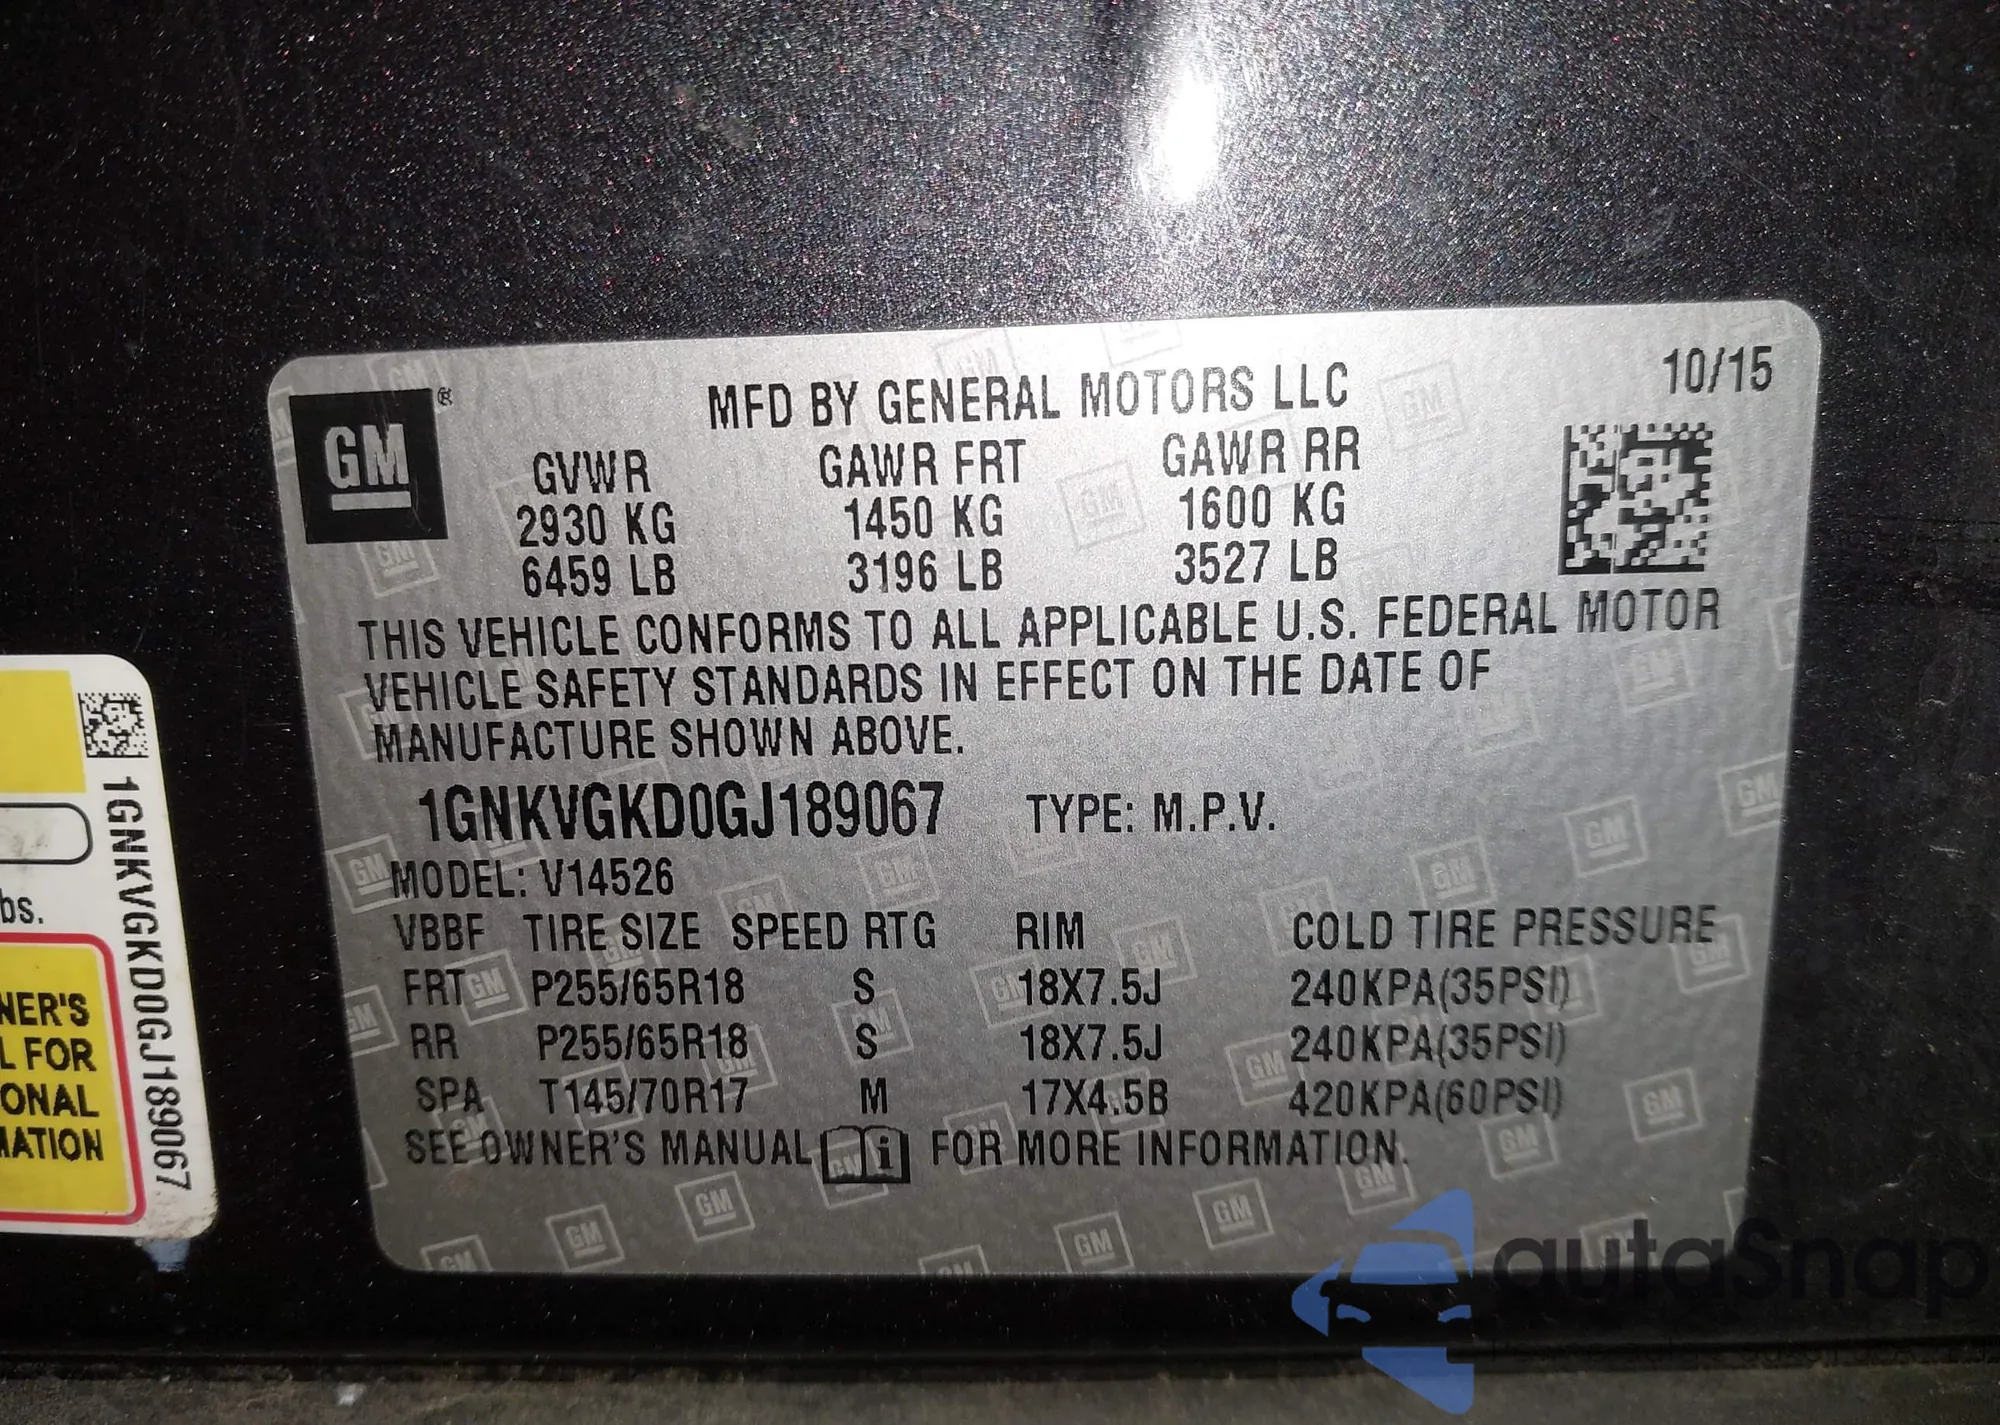 10/15
GM®
MFD BY GENERAL MOTORS LLC
GVWR GAWR FRT GAWR RR
2930 KG 1450 KG 1600 KG
6459 LB 3196 LB 3527 LB
THIS VEHICLE CONFORMS TO ALL APPLICABLE U.S. FEDERAL MOTOR
VEHICLE SAFETY STANDARDS IN EFFECT ON THE DATE OF
MANUFACTURE SHOWN ABOVE.
1GNKVGKD0GJ189067 TYPE: M.P.V.
MODEL: V14526
VBBF TIRE SIZE SPEED RTG RIM COLD TIRE PRESSURE
FRT P255/65R18 S 18X7.5J 240KPA(35PSI)
RR P255/65R18 S 18X7.5J 240KPA(35PSI)
SPA T145/70R17 M 17X4.5B 420KPA(60PSI)
SEE OWNER'S MANUAL FOR MORE INFORMATION.
1GNKVGKD0GJ189067
bs.
NER'S
L FOR
ONAL
MATION
autaSnap